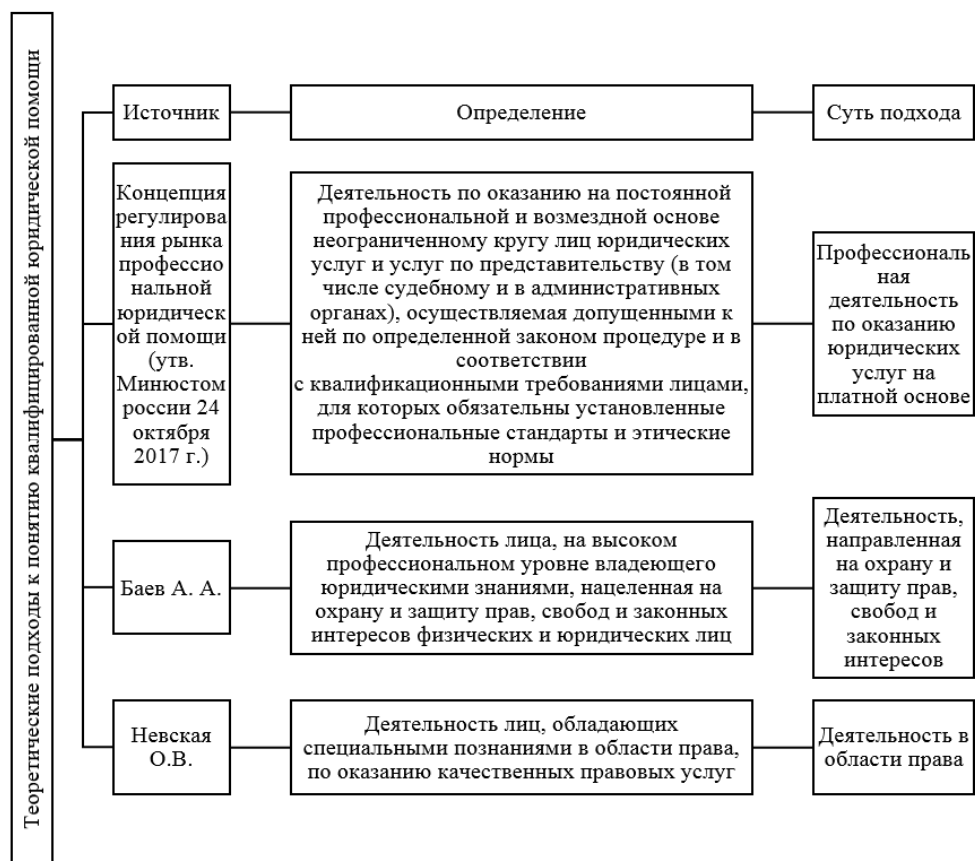 Теоретические подходы к понятию квалифицированной юридической помощи
Источник
Определение
Суть подхода
Концепция
регулирова
ния рынка
профессио
нальной
юридическ
ой помощи
(утв.
Минюстом
россии 24
октября
2017 г.)
Деятельность по оказанию на постоянной
профессиональной и возмездной основе
неограниченному кругу лиц юридических
услуг и услуг по представительству (в том
числе судебному и в административных
органах), осуществляемая допущенными к
ней по определенной законом процедуре и в
соответствии
с квалификационными требованиями лицами,
для которых обязательны установленные
профессиональные стандарты и этические
нормы
Профессиональ
ная
деятельность
по оказанию
юридических
услуг на
платной основе
Баев А. А.
Деятельность лица, на высоком
профессиональном уровне владеющего
юридическими знаниями, нацеленная на
охрану и защиту прав, свобод и законных
интересов физических и юридических лиц
Деятельность,
направленная
на охрану и
защиту прав,
свобод и
законных
интересов
Невская
О.В.
Деятельность лиц, обладающих
специальными познаниями в области права,
по оказанию качественных правовых услуг
Деятельность в
области права